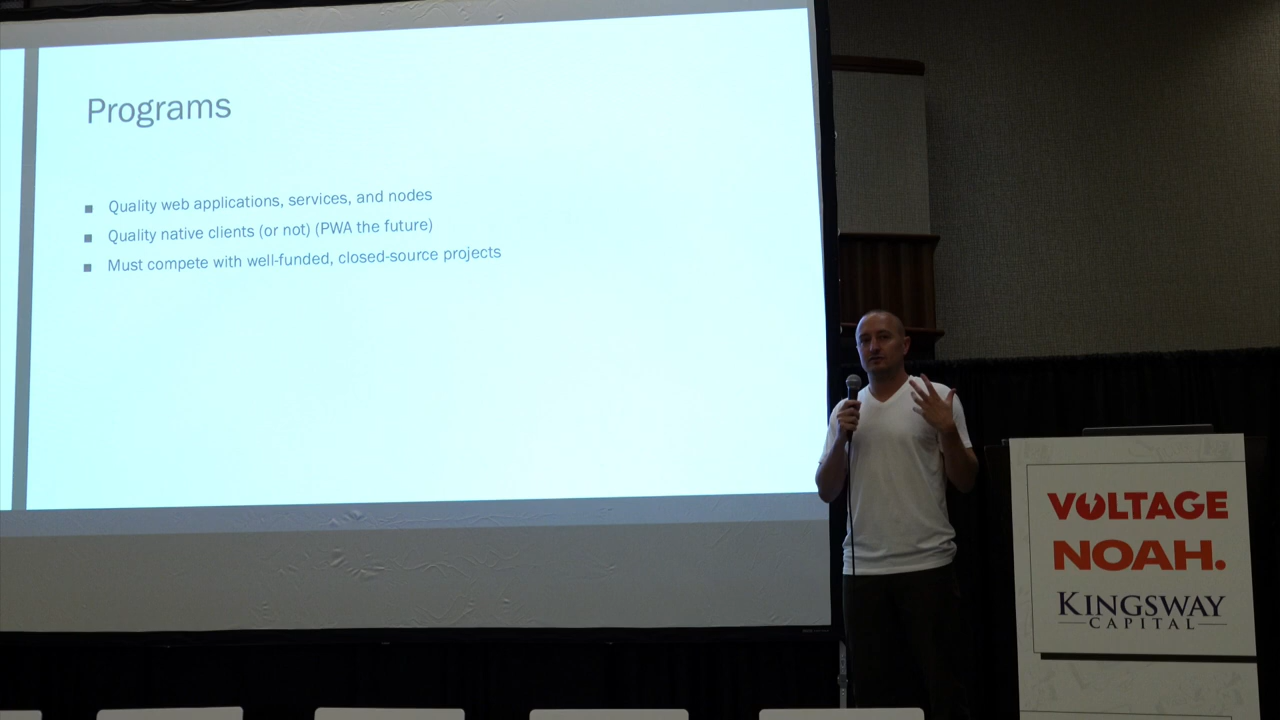 Programs
Quality web applications, services, and nodes
Quality native clients (or not) (PWA the future)
Must compete with well-funded, closed-source projects
VOLTAGE
NOAH.
KINGSWAY
CAPITAL